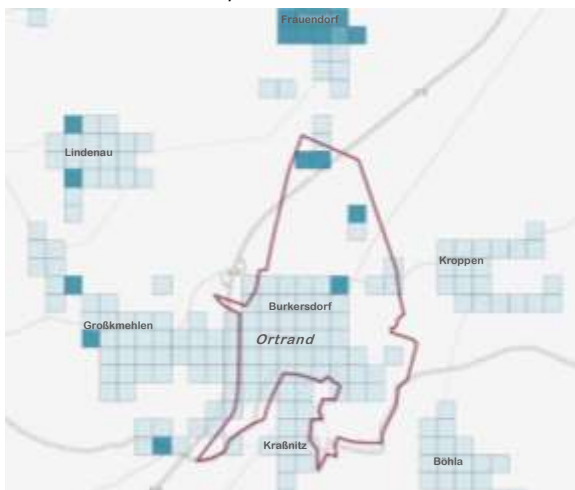 Frauendorf
Lindenau
Kroppen
Burkersdorf
Großkmehlen
Ortrand
Kraßnitz
Böhla